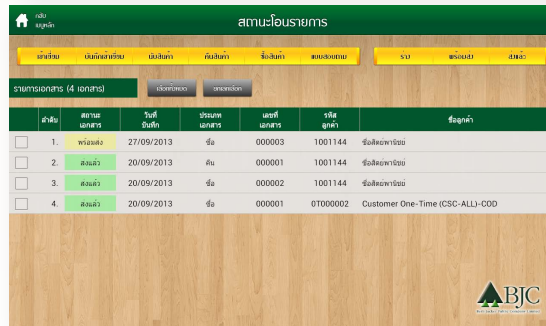 กลับ
เมนูหลัก
สถานะโอนรายการ
เข้าเยี่ยม บันทึกเข้าเยี่ยม นับสินค้า คืนสินค้า ซื้อสินค้า แบบสอบถาม ร่าง พร้อมส่ง ส่งแล้ว
รายการเอกสาร (4 เอกสาร) เลือกทั้งหมด ยกเลกเลือก
ลำดับ สถานะ เอกสาร วันที่ บันทึก ประเภท เอกสาร เลขที่ เอกสาร รหัส ลูกค้า ชื่อลูกค้า
1. พร้อมส่ง 27/09/2013 ซื้อ 000003 1001144 ซื่อสัตย์พานิชย์
2. ส่งแล้ว 20/09/2013 คืน 000001 1001144 ซื่อสัตย์พานิชย์
3. ส่งแล้ว 20/09/2013 ซื้อ 000002 1001144 ซื่อสัตย์พานิชย์
4. ส่งแล้ว 20/09/2013 ซื้อ 000001 0T000002 Customer One-Time (CSC-ALL)-COD
BJC